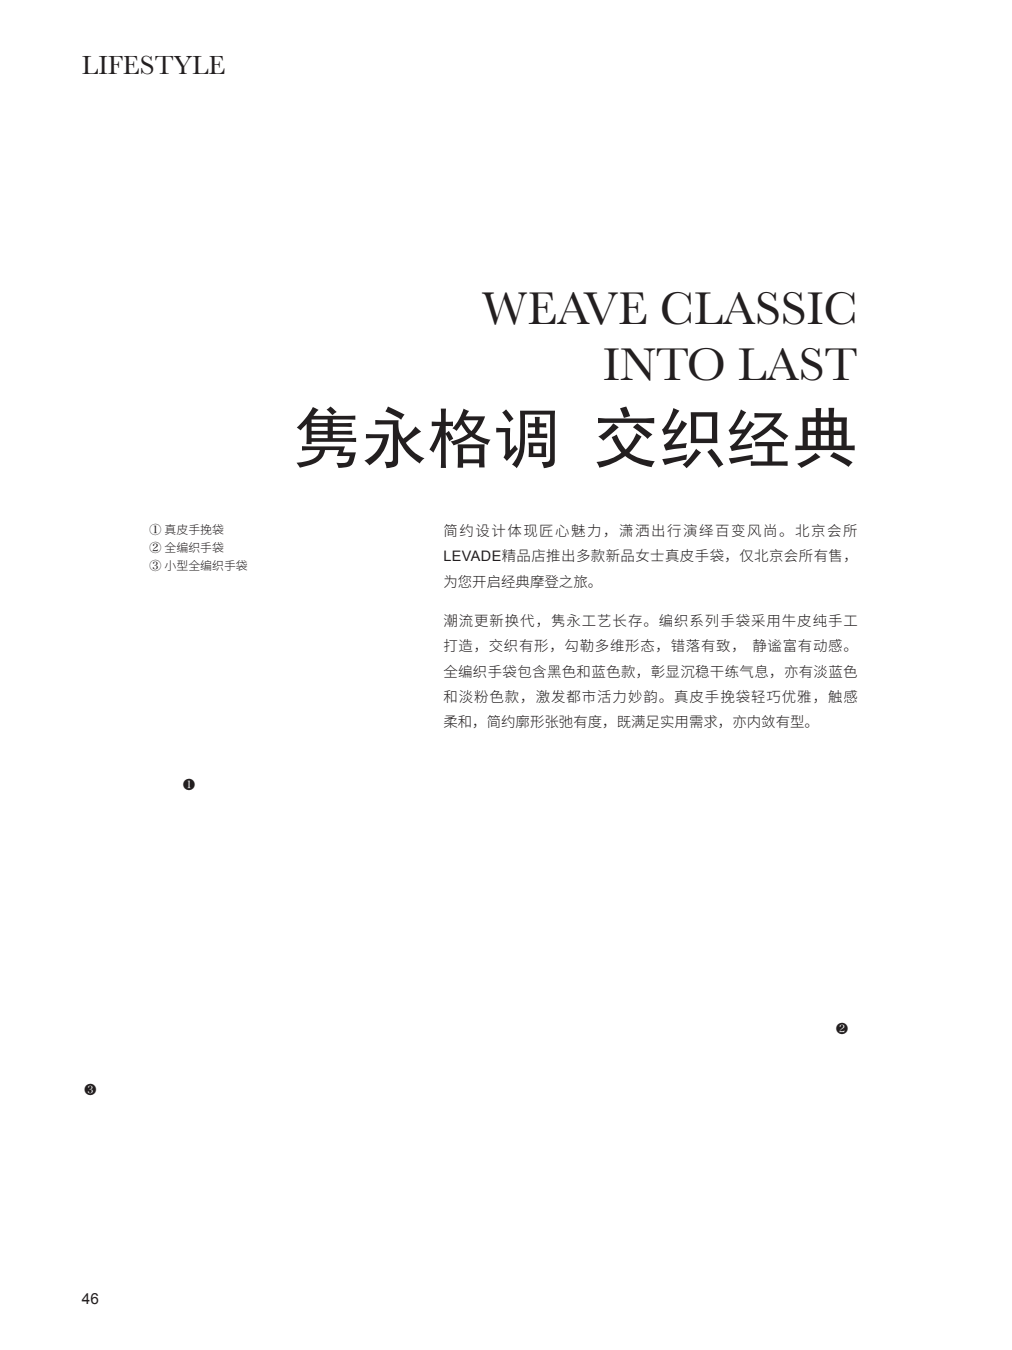 LIFESTYLE
WEAVE CLASSIC
INTO LAST
隽永格调 交织经典
① 真皮手挽袋
② 全编织手袋
③ 小型全编织手袋
简约设计体现匠心魅力，潇洒出行演绎百变风尚。北京会所
LEVADE精品店推出多款新品女士真皮手袋，仅北京会所有售，
为您开启经典摩登之旅。
潮流更新换代，隽永工艺长存。编织系列手袋采用牛皮纯手工
打造，交织有形，勾勒多维形态，错落有致， 静谧富有动感。
全编织手袋包含黑色和蓝色款，彰显沉稳干练气息，亦有淡蓝色
和淡粉色款，激发都市活力妙韵。真皮手挽袋轻巧优雅，触感
柔和，简约廓形张弛有度，既满足实用需求，亦内敛有型。
❶
❷
❸
46